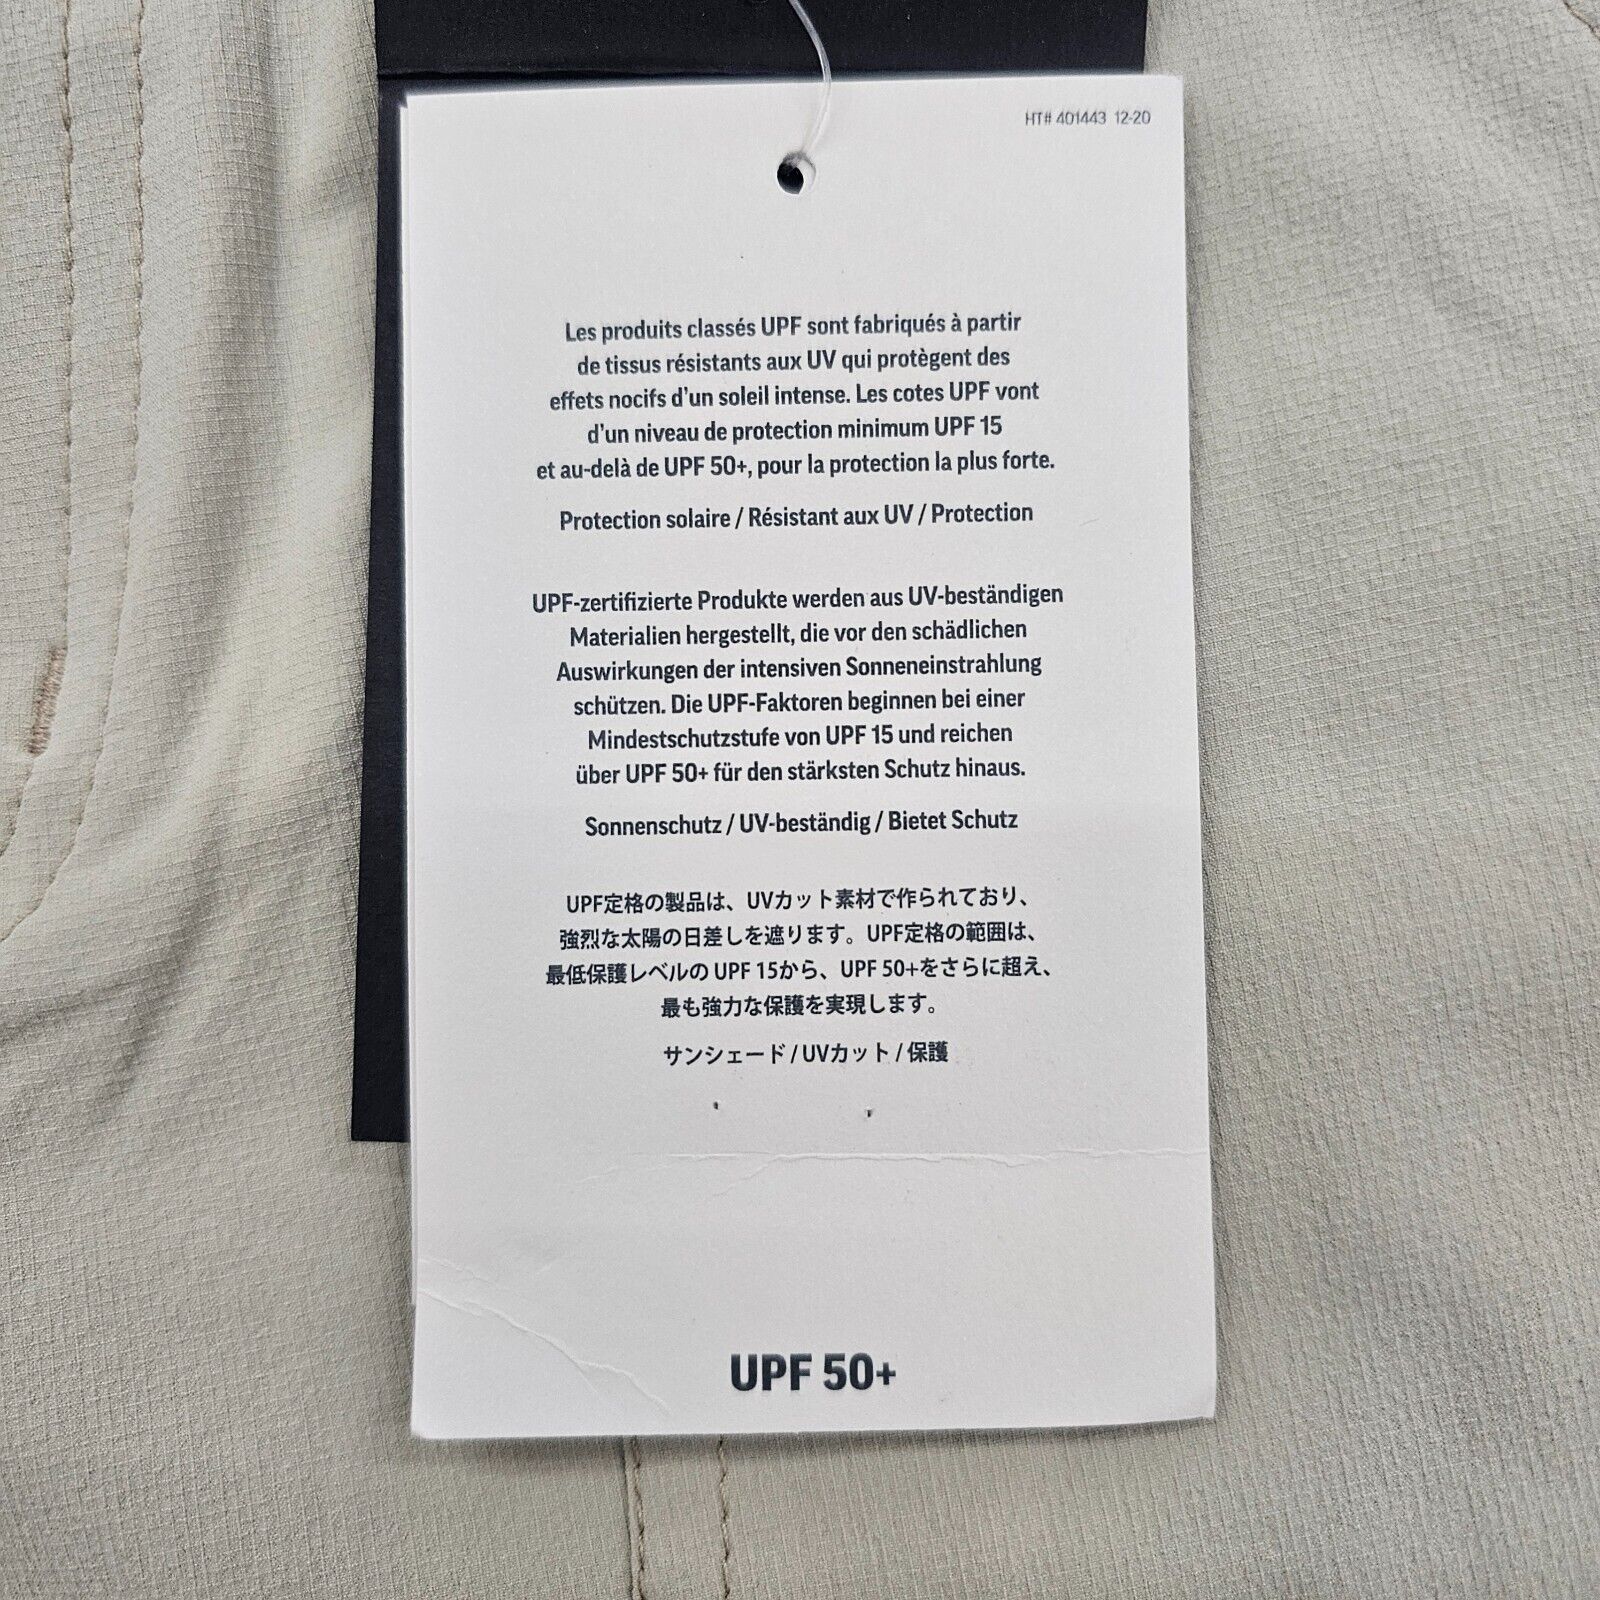 HT# 401443 12-20
Les produits classés UPF sont fabriqués à partir
de tissus résistants aux UV qui protègent des
effets nocifs d'un soleil intense. Les cotes UPF vont
d'un niveau de protection minimum UPF 15
et au-delà de UPF 50+, pour la protection la plus forte.
Protection solaire / Résistant aux UV / Protection
UPF-zertifizierte Produkte werden aus UV-beständigen
Materialien hergestellt, die vor den schädlichen
Auswirkungen der intensiven Sonneneinstrahlung
schützen. Die UPF-Faktoren beginnen bei einer
Mindestschutzstufe von UPF 15 und reichen
über UPF 50+ für den stärksten Schutz hinaus.
Sonnenschutz / UV-beständig / Bietet Schutz
UPF定格の製品は、UVカット素材で作られており、
強烈な太陽の日差しを遮ります。UPF定格の範囲は、
最低保護レベルの UPF 15から、UPF 50+をさらに超え、
最も強力な保護を実現します。
サンシェード / UVカット / 保護
UPF 50+